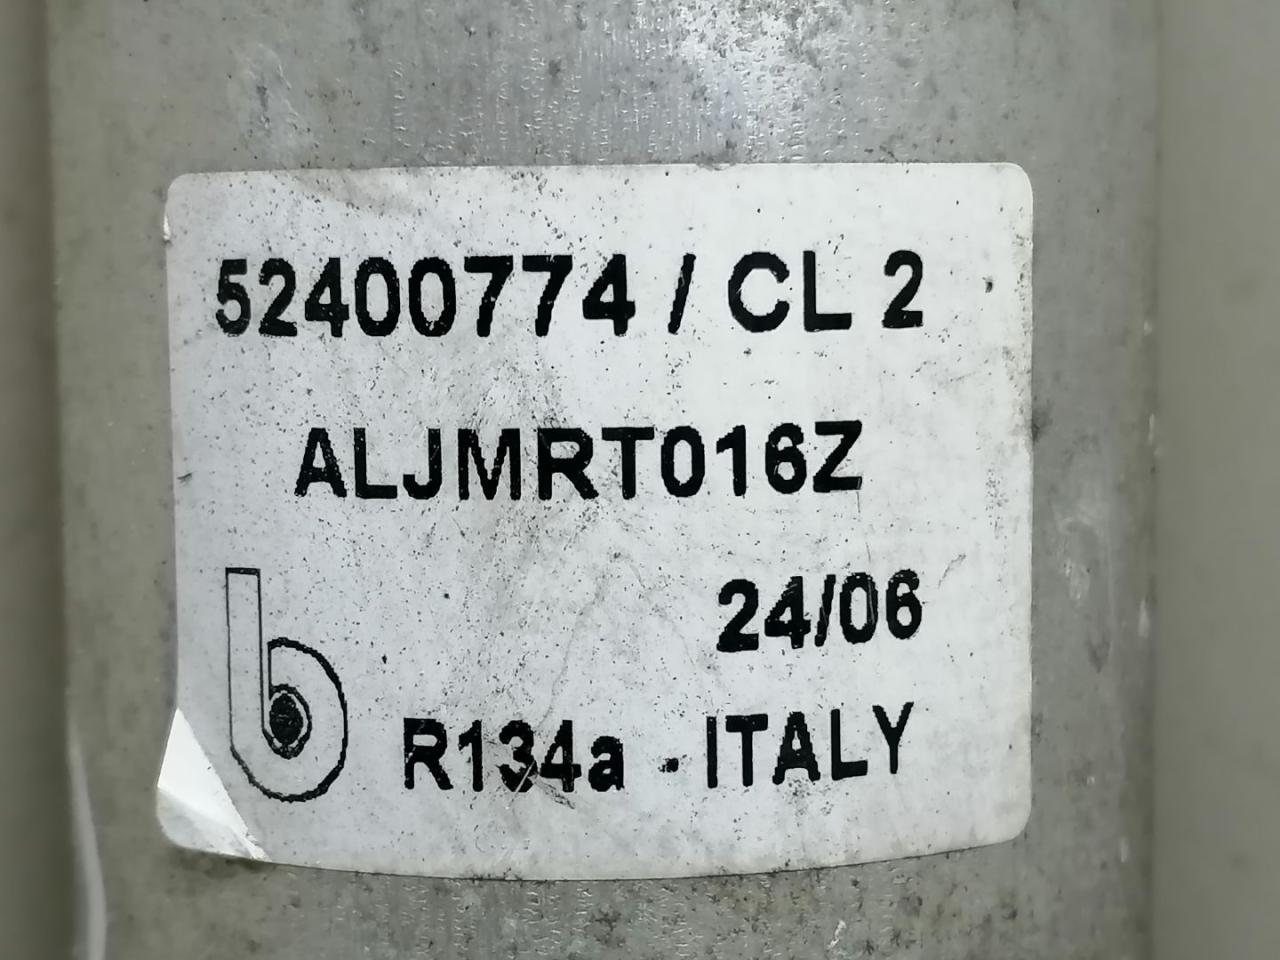 52400774 / CL 2
ALJMRT016Z
24/06
b
R134a - ITALY